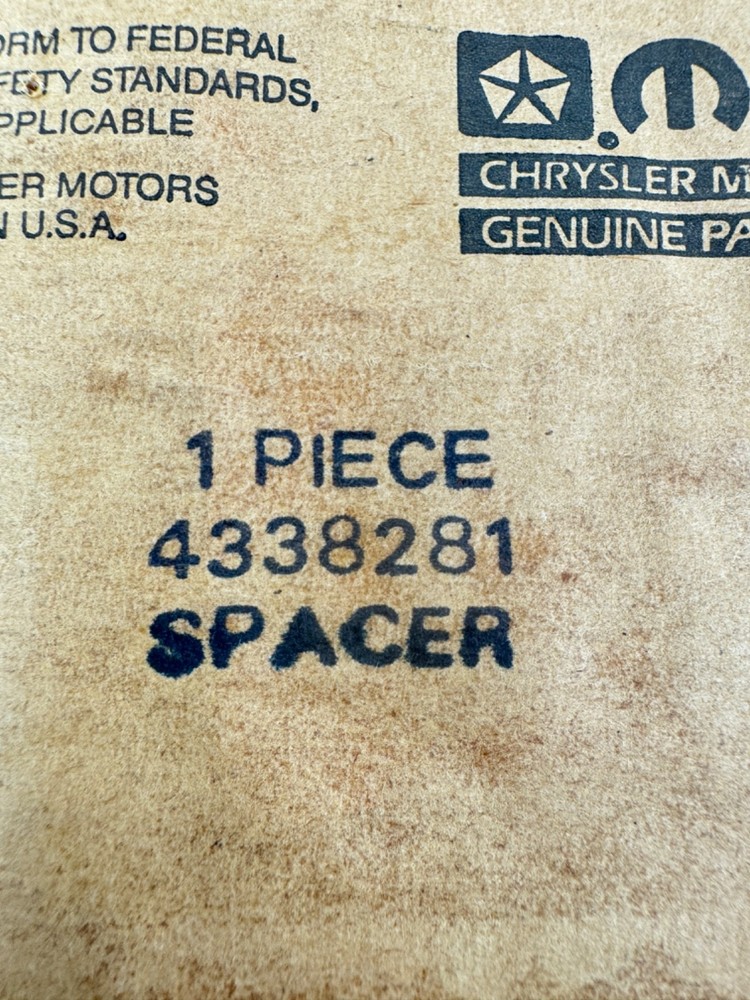 ORM TO FEDERAL
FETY STANDARDS,
PPLICABLE
ER MOTORS
N U.S.A.
CHRYSLER M
GENUINE PA
1 PIECE
4338281
SPACER